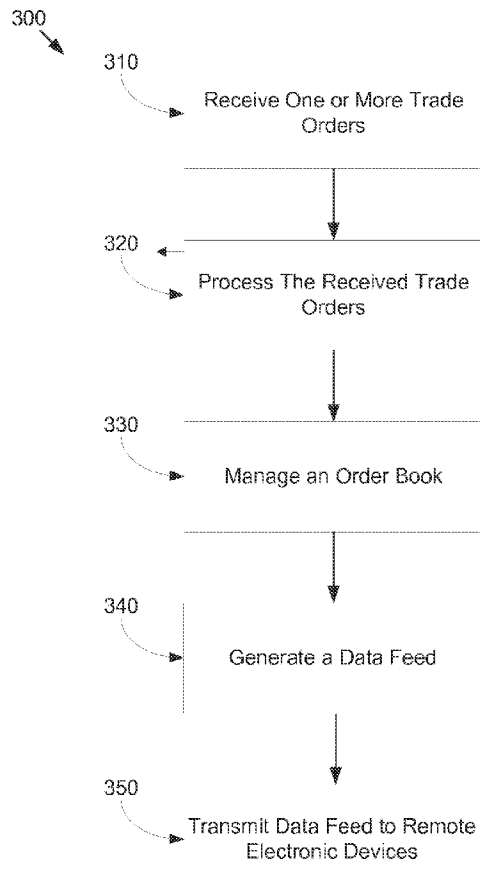 300
310
Receive One or More Trade
Orders
320
Process The Received Trade
Orders
330
Manage an Order Book
340
Generate a Data Feed
350
Transmit Data Feed to Remote
Electronic Devices